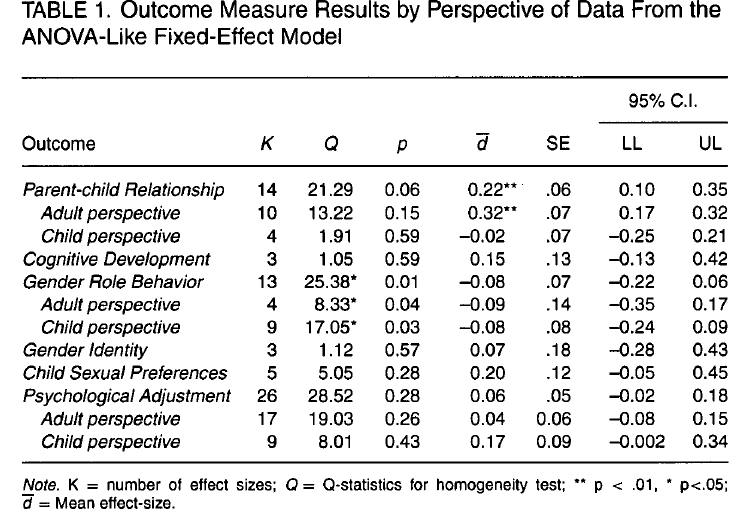 TABLE 1. Outcome Measure Results by Perspective of Data From the
ANOVA-Like Fixed-Effect Model
95% C.I.
Outcome K Q p d̅ SE LL UL
Parent-child Relationship 14 21.29 0.06 0.22** .06 0.10 0.35
Adult perspective 10 13.22 0.15 0.32** .07 0.17 0.32
Child perspective 4 1.91 0.59 −0.02 .07 −0.25 0.21
Cognitive Development 3 1.05 0.59 0.15 .13 −0.13 0.42
Gender Role Behavior 13 25.38* 0.01 −0.08 .07 −0.22 0.06
Adult perspective 4 8.33* 0.04 −0.09 .14 −0.35 0.17
Child perspective 9 17.05* 0.03 −0.08 .08 −0.24 0.09
Gender Identity 3 1.12 0.57 0.07 .18 −0.28 0.43
Child Sexual Preferences 5 5.05 0.28 0.20 .12 −0.05 0.45
Psychological Adjustment 26 28.52 0.28 0.06 .05 −0.02 0.18
Adult perspective 17 19.03 0.26 0.04 0.06 −0.08 0.15
Child perspective 9 8.01 0.43 0.17 0.09 −0.002 0.34
Note. K = number of effect sizes; Q = Q-statistics for homogeneity test; ** p < .01, * p<.05;
d̅ = Mean effect-size.